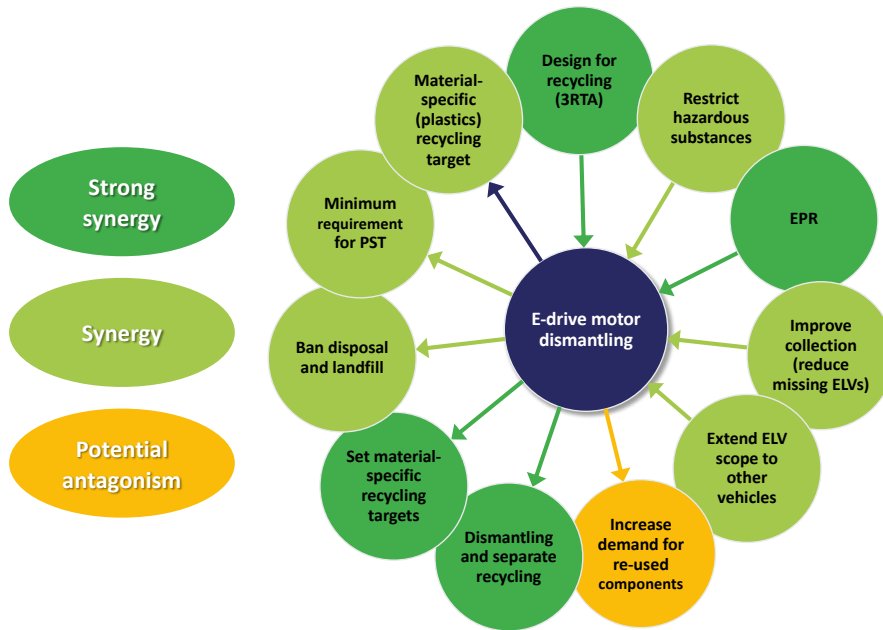 Strong
synergy
Synergy
Potential
antagonism
Design for
recycling
(3RTA)
Restrict
hazardous
substances
EPR
Improve
collection
(reduce
missing ELVs)
Extend ELV
scope to
other
vehicles
Increase
demand for
re-used
components
Dismantling
and separate
recycling
Set material-
specific
recycling
targets
Ban disposal
and landfill
Minimum
requirement
for PST
Material-
specific
(plastics)
recycling
target
E-drive motor
dismantling